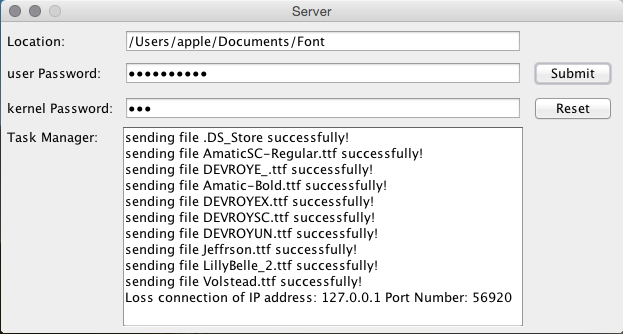 Server
Location: /Users/apple/Documents/Font
user Password: ●●●●●●●●●● Submit
kernel Password: ●●● Reset
Task Manager:
sending file .DS_Store successfully!
sending file AmaticSC-Regular.ttf successfully!
sending file DEVROYE_.ttf successfully!
sending file Amatic-Bold.ttf successfully!
sending file DEVROYEX.ttf successfully!
sending file DEVROYSC.ttf successfully!
sending file DEVROYUN.ttf successfully!
sending file Jeffrson.ttf successfully!
sending file LillyBelle_2.ttf successfully!
sending file Volstead.ttf successfully!
Loss connection of IP address: 127.0.0.1 Port Number: 56920